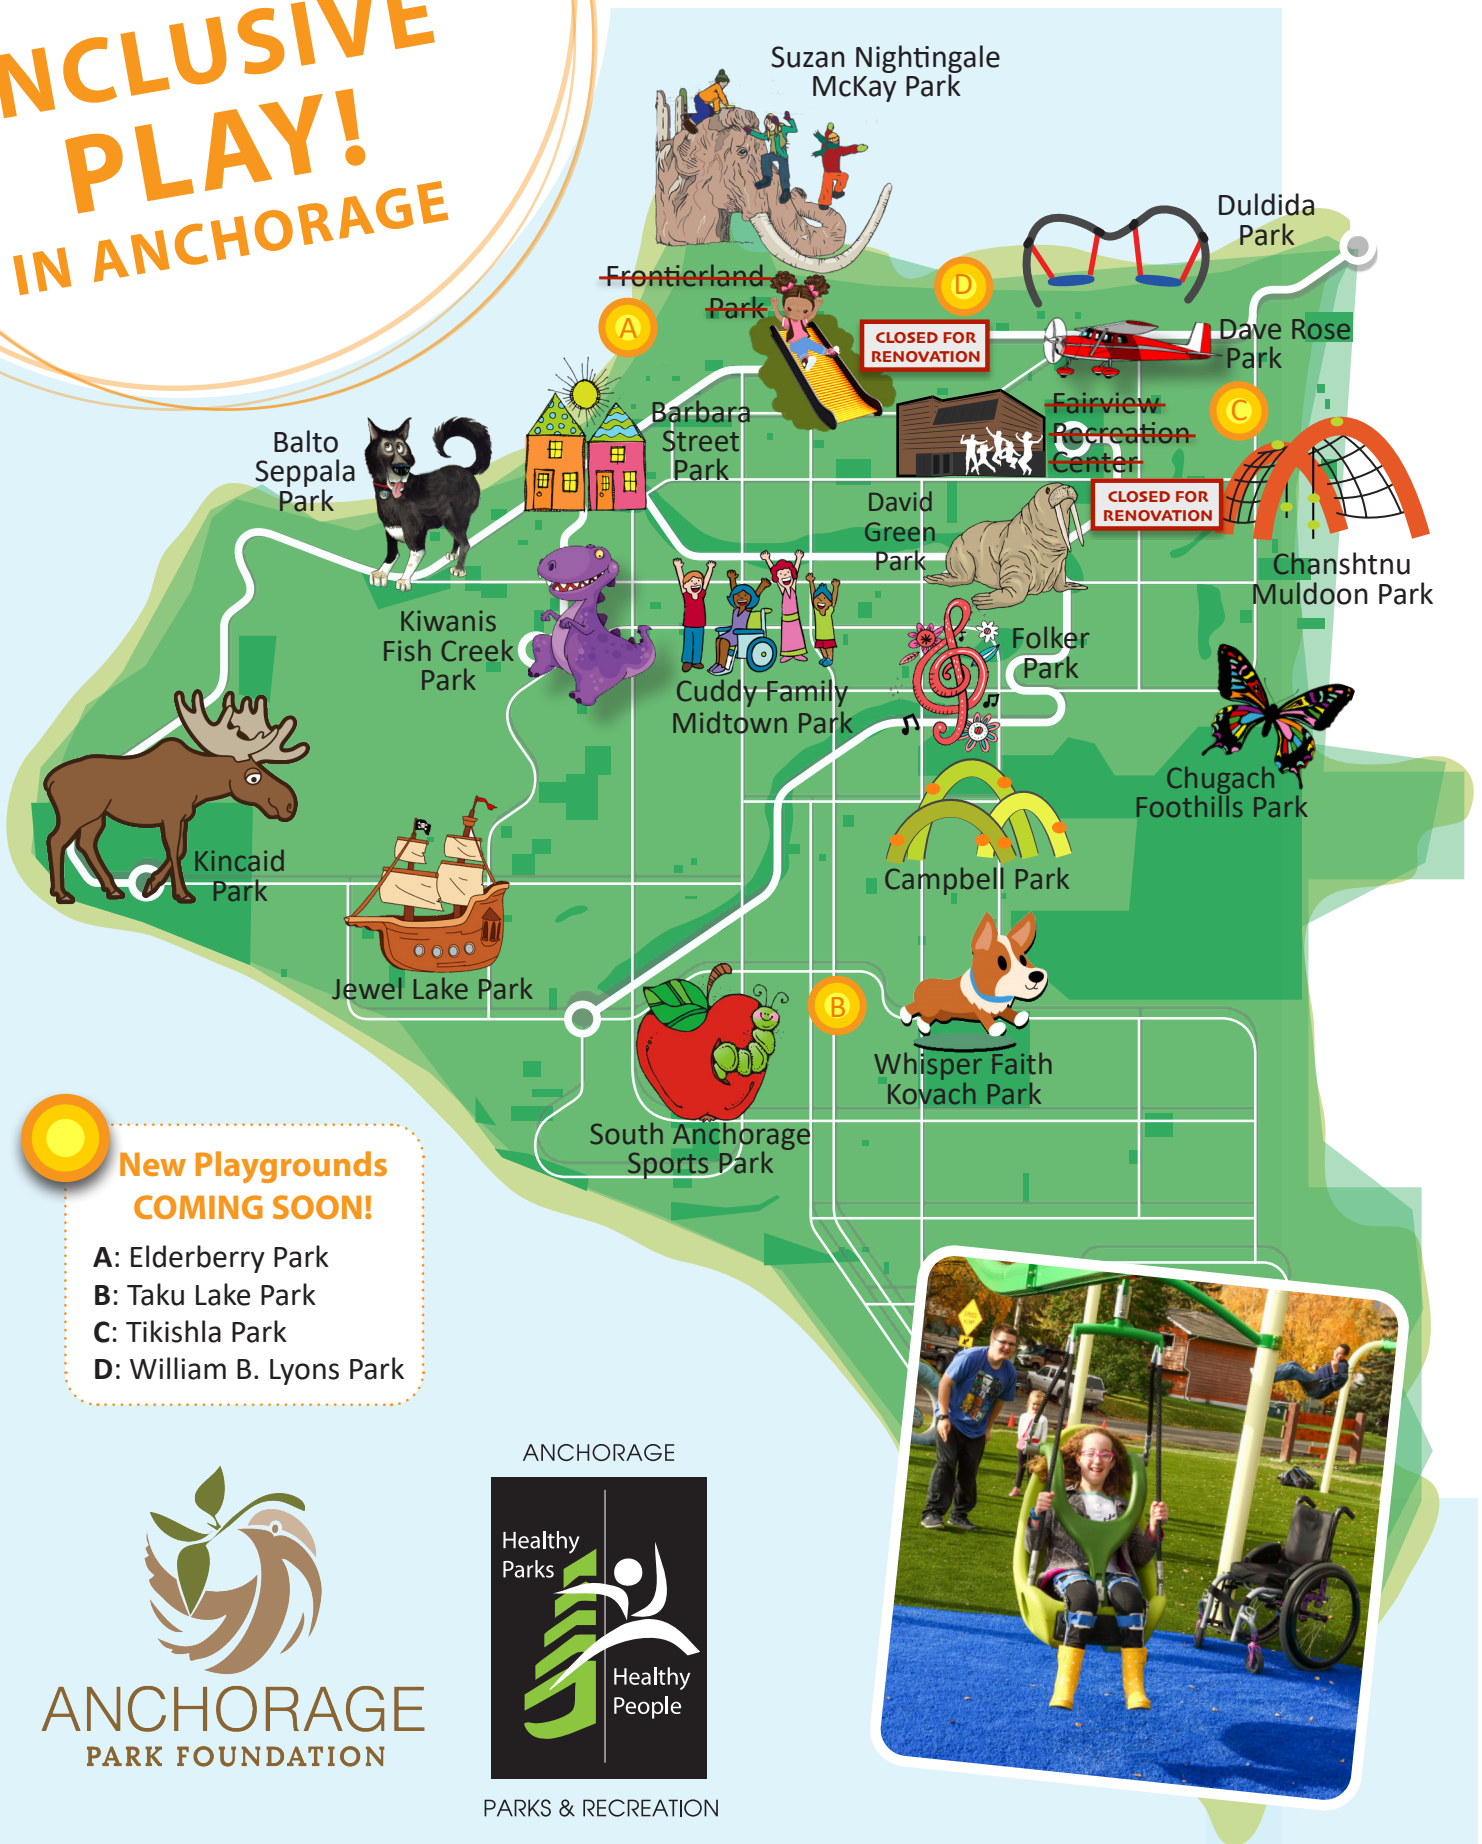 NCLUSIVE
PLAY!
IN ANCHORAGE
Suzan Nightingale
McKay Park
Duldida
Park
Frontierland
Park
D
A
CLOSED FOR
RENOVATION
Dave Rose
Park
Barbara
Street
Park
Fairview
Recreation
Center
C
Balto
Seppala
Park
David
Green
Park
CLOSED FOR
RENOVATION
Chanshtnu
Muldoon Park
Kiwanis
Fish Creek
Park
Folker
Park
Cuddy Family
Midtown Park
Chugach
Foothills Park
Kincaid
Park
Campbell Park
Jewel Lake Park
B
Whisper Faith
Kovach Park
South Anchorage
Sports Park
New Playgrounds
COMING SOON!
A: Elderberry Park
B: Taku Lake Park
C: Tikishla Park
D: William B. Lyons Park
ANCHORAGE
PARK FOUNDATION
ANCHORAGE
Healthy
Parks
Healthy
People
PARKS & RECREATION